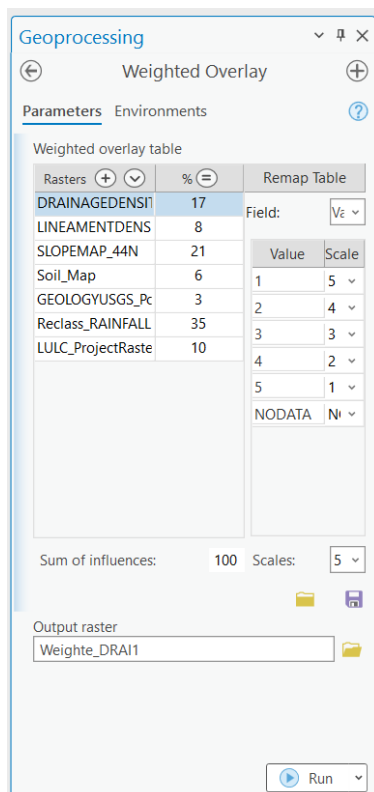 Geoprocessing
Weighted Overlay
Parameters Environments
Weighted overlay table
Rasters % Remap Table
DRAINAGEDENSIT 17
Field: Va
LINEAMENTDENS 8
SLOPEMAP_44N 21
Value Scale
Soil_Map 6
1 5
GEOLOGYUSGS_Pc 3
2 4
Reclass_RAINFALL 35
3 3
LULC_ProjectRaste 10
4 2
5 1
NODATA
Sum of influences: 100 Scales: 5
Output raster
Weighte_DRAI1
Run